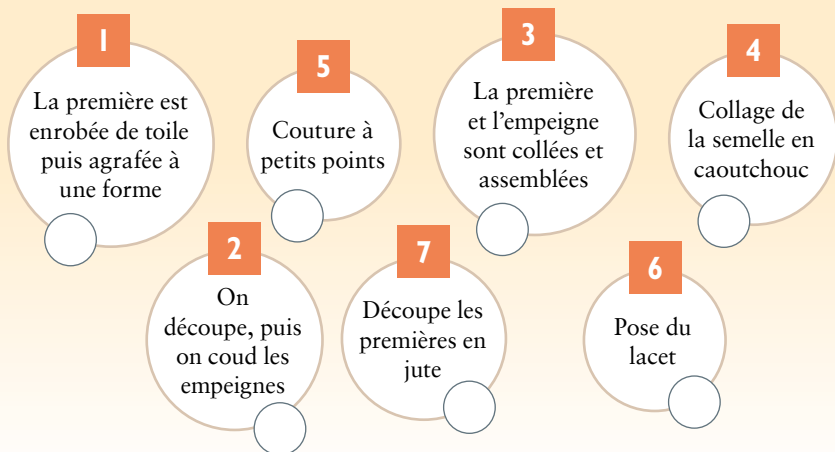 1
La première est
enrobée de toile
puis agrafée à
une forme
5
Couture à
petits points
3
La première
et l’empeigne
sont collées et
assemblées
4
Collage de
la semelle en
caoutchouc
2
On
découpe, puis
on coud les
empeignes
7
Découpe les
premières en
jute
6
Pose du
lacet